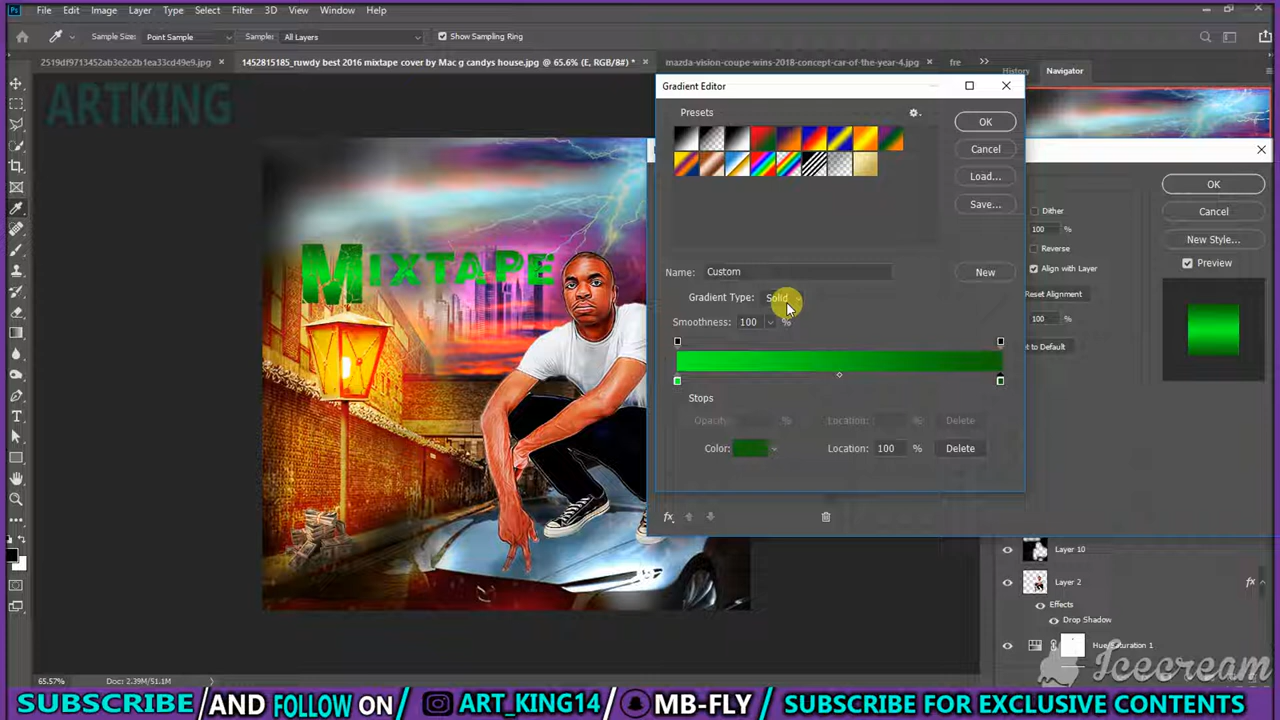 File Edit Image Layer Type Select Filter 3D View Window Help
Sample Size: Point Sample Sample: All Layers Show Sampling Ring
2519df9713452ab3e2e2b1ea33cd49e9.jpg × 1452815185_ruwdy best 2016 mixtape cover by Mac g candys house.jpg @ 65.6% (E, RGB/8#) * × mazda-vision-coupe-wins-2018-concept-car-of-the-year-4.jpg × fre
History Navigator
ARTKING
Gradient Editor
Presets
OK
Cancel
Load...
Save...
Name: Custom New
Gradient Type: Solid
Smoothness: 100 %
Stops
Opacity: % Location: % Delete
Color: Location: 100 % Delete
OK
Cancel
New Style...
Preview
Dither
100 %
Reverse
Align with Layer
Reset Alignment
100 %
MIXTAPE
fx
Layer 10
Layer 2 fx
Effects
Drop Shadow
Hue/Saturation 1
65.57% Doc: 2.39M/51.1M
Icecream
SUBSCRIBE /AND FOLLOW ON / ART_KING14 / MB-FLY / SUBSCRIBE FOR EXCLUSIVE CONTENTS